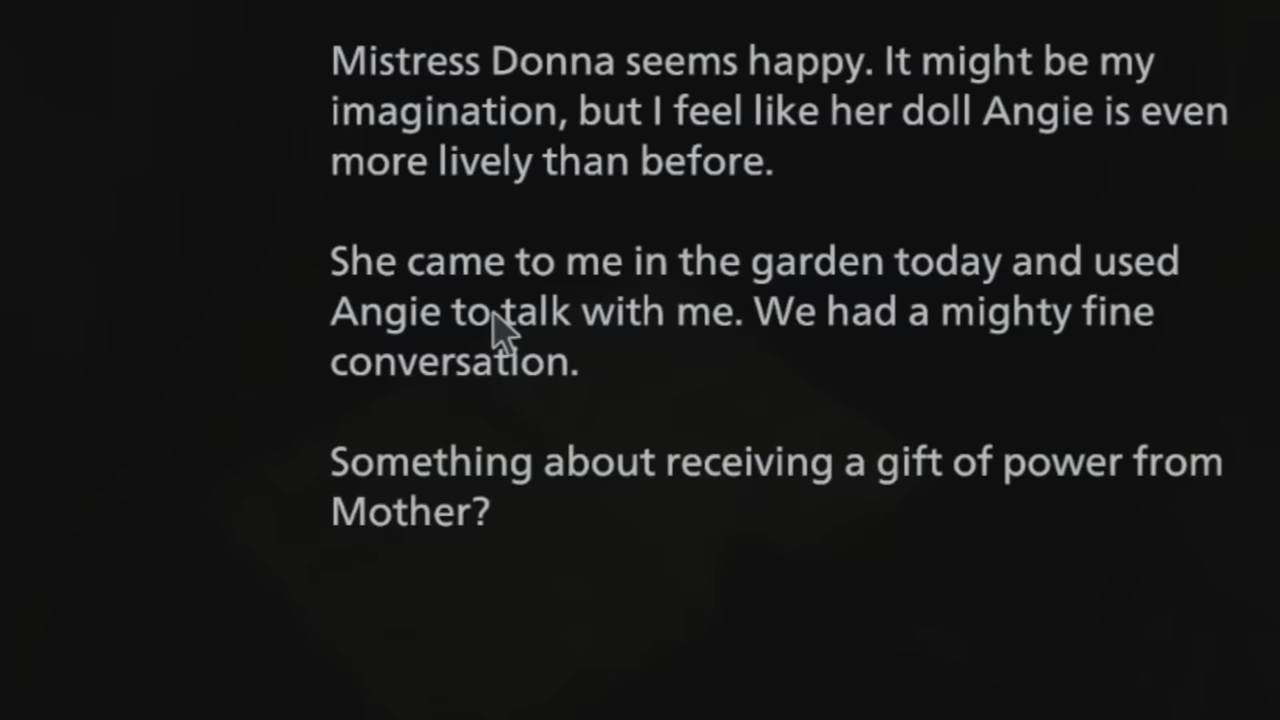 Mistress Donna seems happy. It might be my
imagination, but I feel like her doll Angie is even
more lively than before.
She came to me in the garden today and used
Angie to talk with me. We had a mighty fine
conversation.
Something about receiving a gift of power from
Mother?